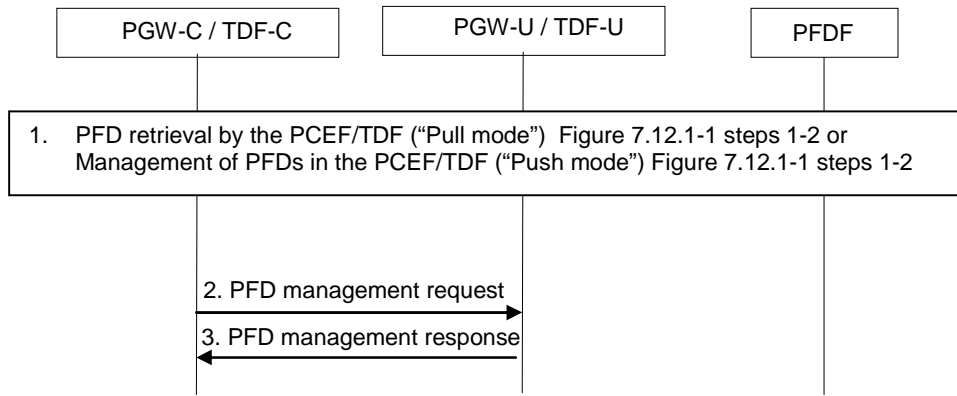 PGW-C / TDF-C
PGW-U / TDF-U
PFDF
1. PFD retrieval by the PCEF/TDF (“Pull mode”) Figure 7.12.1-1 steps 1-2 or
Management of PFDs in the PCEF/TDF (“Push mode”) Figure 7.12.1-1 steps 1-2
2. PFD management request
3. PFD management response